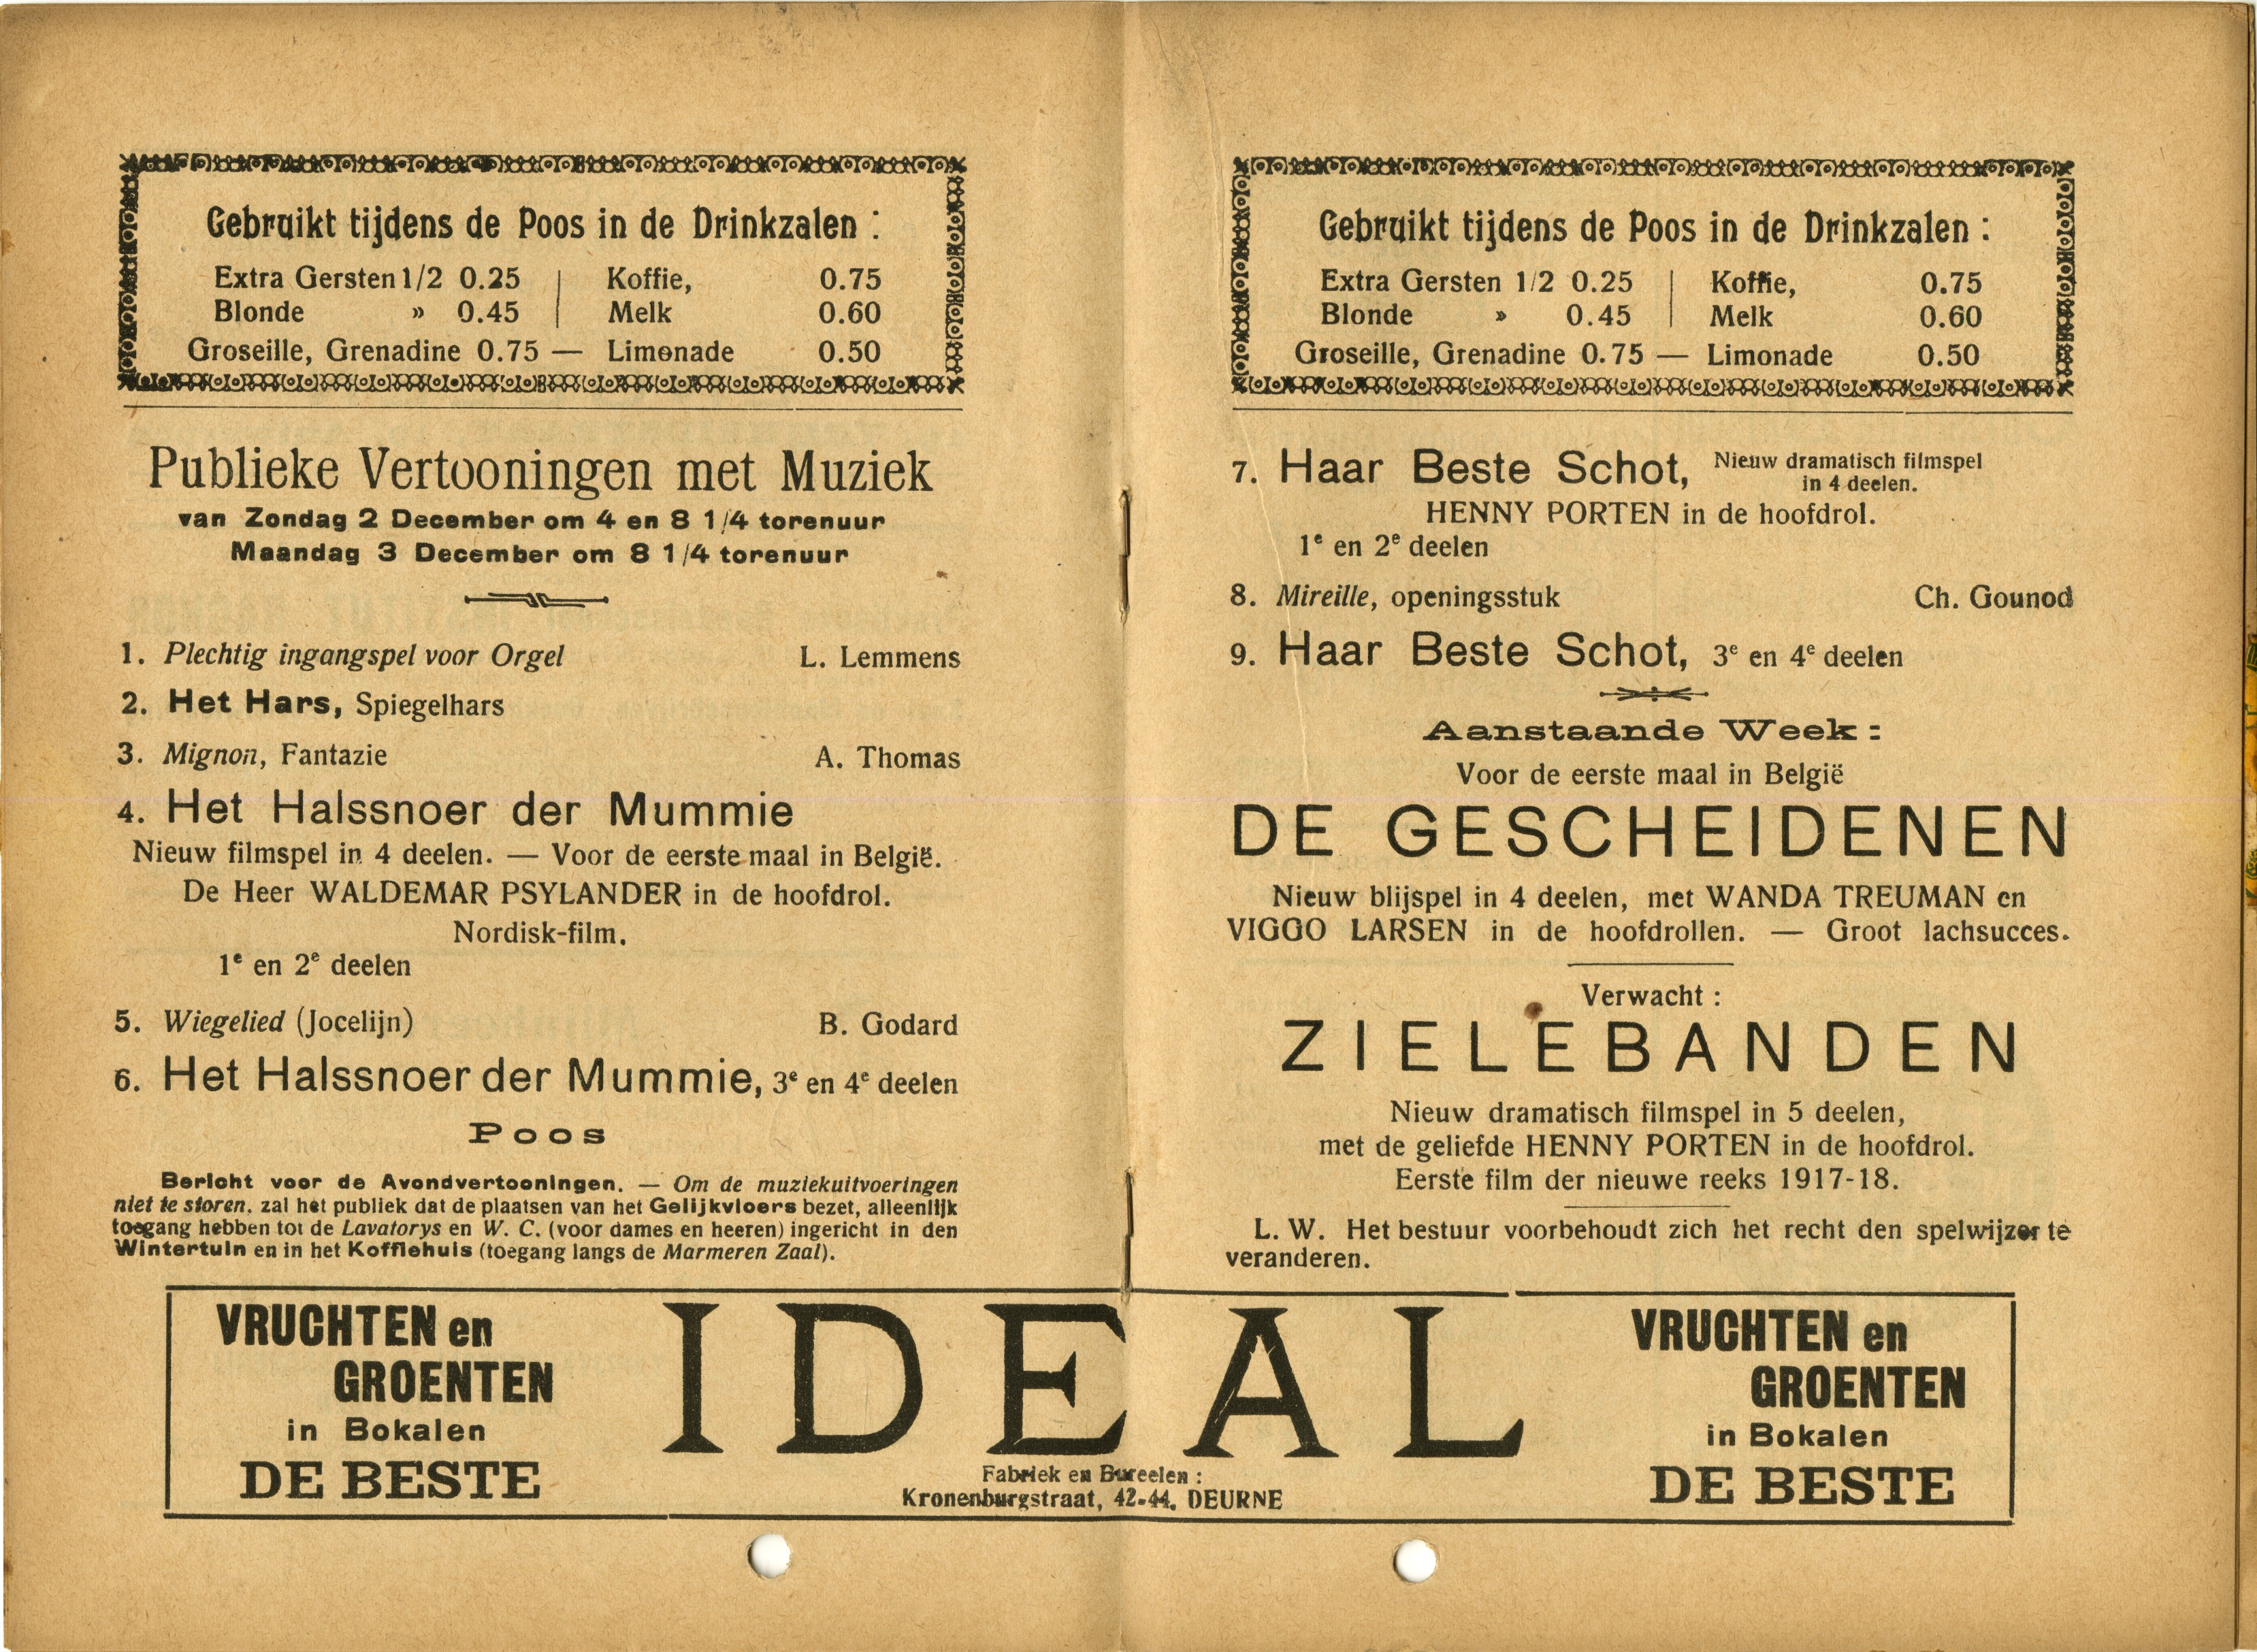 Gebruikt tijdens de Poos in de Drinkzalen :
Extra Gersten 1/2 0.25 | Koffie, 0.75
Blonde » 0.45 | Melk 0.60
Groseille, Grenadine 0.75 — Limonade 0.50
Publieke Vertooningen met Muziek
van Zondag 2 December om 4 en 8 1/4 torenuur
Maandag 3 December om 8 1/4 torenuur
1. Plechtig ingangspel voor Orgel L. Lemmens
2. Het Hars, Spiegelhars
3. Mignon, Fantazie A. Thomas
4. Het Halssnoer der Mummie
Nieuw filmspel in 4 deelen. — Voor de eerste maal in België.
De Heer WALDEMAR PSYLANDER in de hoofdrol.
Nordisk-film.
1e en 2e deelen
5. Wiegelied (Jocelijn) B. Godard
6. Het Halssnoer der Mummie, 3e en 4e deelen
Poos
Bericht voor de Avondvertooningen. — Om de muziekuitvoeringen
niet te storen, zal het publiek dat de plaatsen van het Gelijkvloers bezet, alleenlijk
toegang hebben tot de Lavatorys en W. C. (voor dames en heeren) ingericht in den
Wintertuin en in het Koffiehuis (toegang langs de Marmeren Zaal).
Gebruikt tijdens de Poos in de Drinkzalen :
Extra Gersten 1/2 0.25 | Koffie, 0.75
Blonde » 0.45 | Melk 0.60
Groseille, Grenadine 0.75 — Limonade 0.50
7. Haar Beste Schot, Nieuw dramatisch filmspel
in 4 deelen.
HENNY PORTEN in de hoofdrol.
1e en 2e deelen
8. Mireille, openingsstuk Ch. Gounod
9. Haar Beste Schot, 3e en 4e deelen
Aanstaande Week :
Voor de eerste maal in België
DE GESCHEIDENEN
Nieuw blijspel in 4 deelen, met WANDA TREUMAN en
VIGGO LARSEN in de hoofdrollen. — Groot lachsucces.
Verwacht :
ZIELEBANDEN
Nieuw dramatisch filmspel in 5 deelen,
met de geliefde HENNY PORTEN in de hoofdrol.
Eerste film der nieuwe reeks 1917-18.
L. W. Het bestuur voorbehoudt zich het recht den spelwijzer te
veranderen.
VRUCHTEN en
GROENTEN
in Bokalen
DE BESTE
IDEAL
Fabriek en Bureelen :
Kronenburgstraat, 42-44, DEURNE
VRUCHTEN en
GROENTEN
in Bokalen
DE BESTE